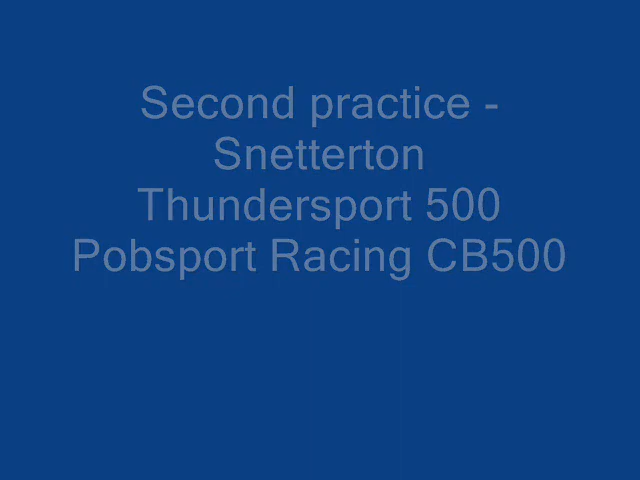 Second practice -
Snetterton
Thundersport 500
Pobsport Racing CB500